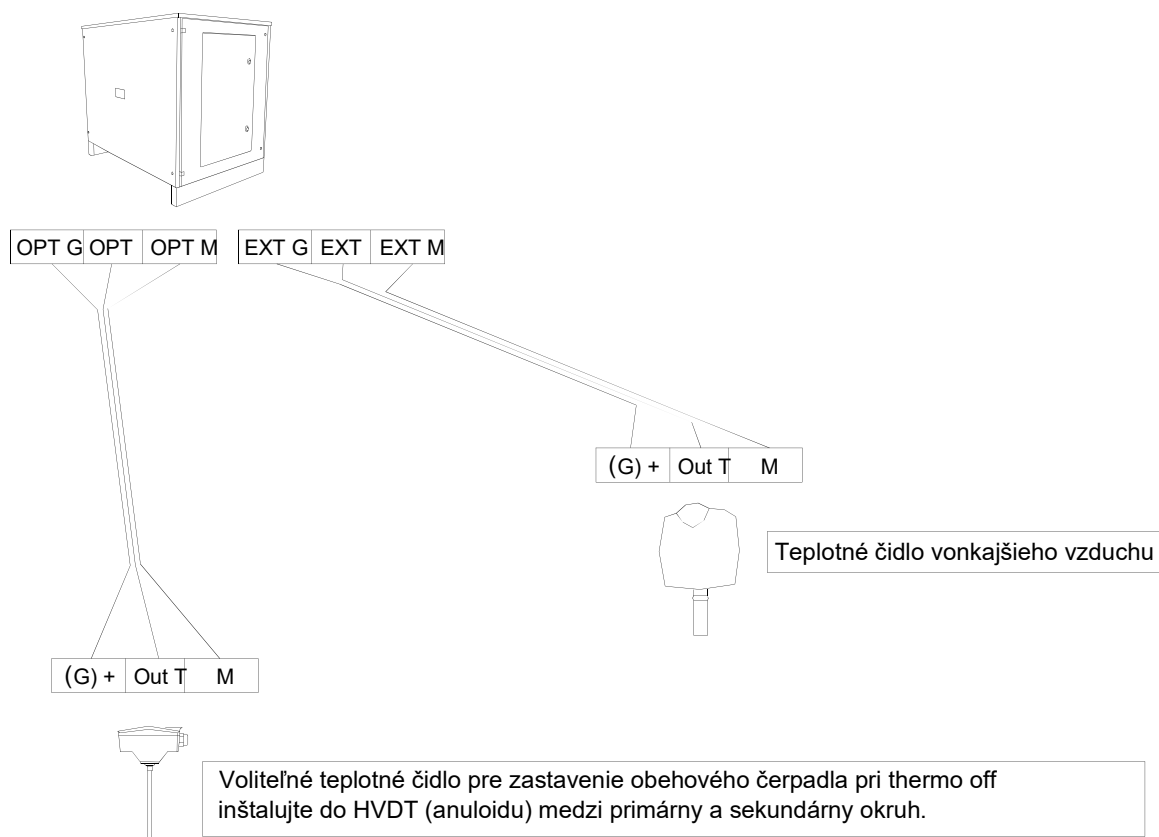 OPT G OPT OPT M EXT G EXT EXT M
(G) + Out T M
Teplotné čidlo vonkajšieho vzduchu
(G) + Out T M
Voliteľné teplotné čidlo pre zastavenie obehového čerpadla pri thermo off
inštalujte do HVDT (anuloidu) medzi primárny a sekundárny okruh.